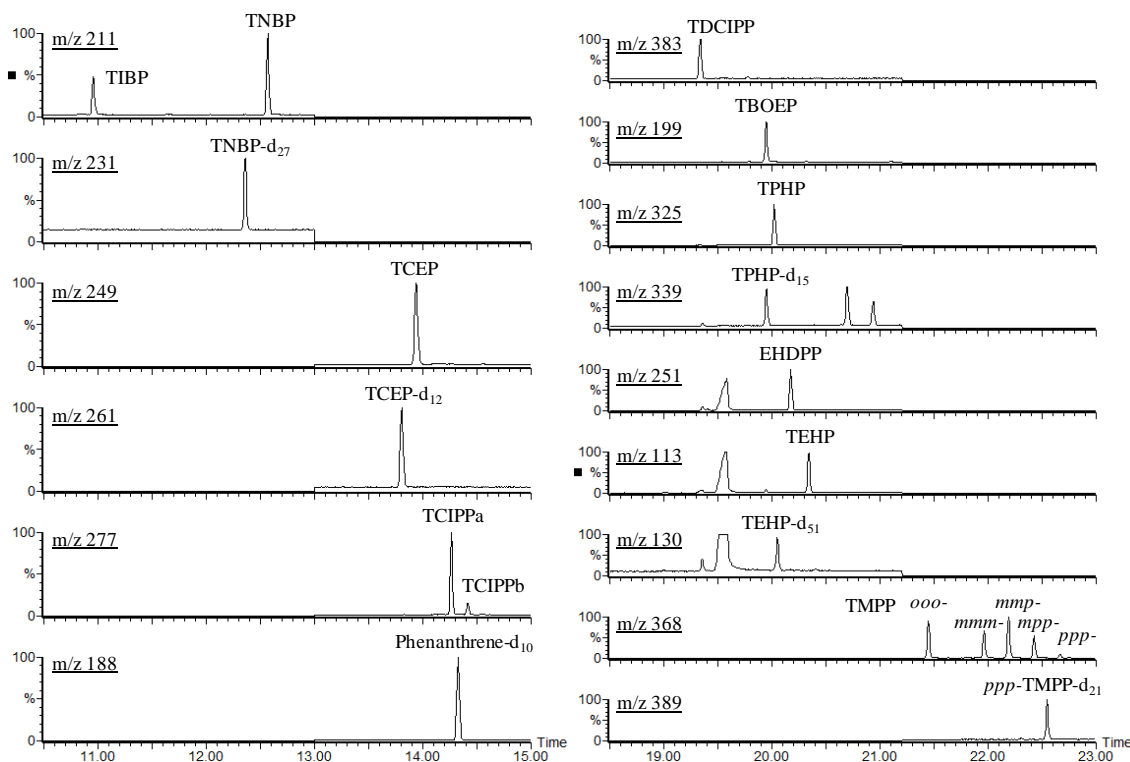 TNBP
100
m/z 211
%
TIBP
0
TNBP-d27
100
m/z 231
%
0
TCEP
100
m/z 249
%
0
TCEP-d12
100
m/z 261
%
0
TCIPPa
100
m/z 277
TCIPPb
%
0
Phenanthrene-d10
100
m/z 188
%
0
Time
11.00 12.00 13.00 14.00 15.00
TDCIPP
100
m/z 383
%
0
TBOEP
100
m/z 199
%
0
TPHP
100
m/z 325
%
0
TPHP-d15
100
m/z 339
%
0
EHDPP
100
m/z 251
%
0
TEHP
100
m/z 113
%
0
TEHP-d51
100
m/z 130
%
0
TMPP ooo- mmp-
mmm- mpp- ppp-
100
m/z 368
%
0
ppp-TMPP-d21
100
m/z 389
%
0
Time
19.00 20.00 21.00 22.00 23.00